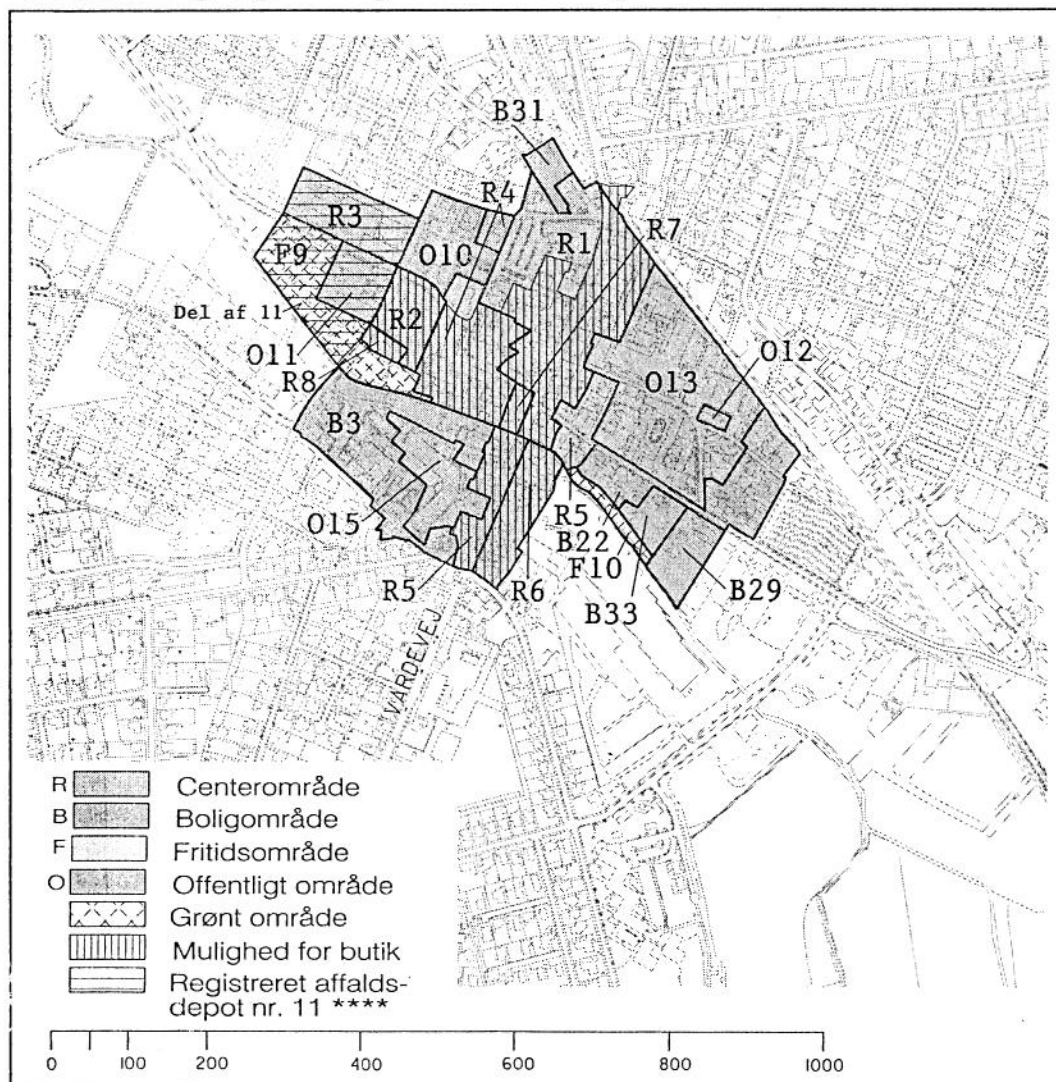 B31
R4
R7
R3
O10
R1
F9
Del af 11
R2
O12
O11
O13
R8
B3
O15
R5
B22
F10
R5
R6
B33
B29
VARDEVEJ
R Centerområde
B Boligområde
F Fritidsområde
O Offentligt område
Grønt område
Mulighed for butik
Registreret affalds-
depot nr. 11 ****
0 100 200 400 600 800 1000